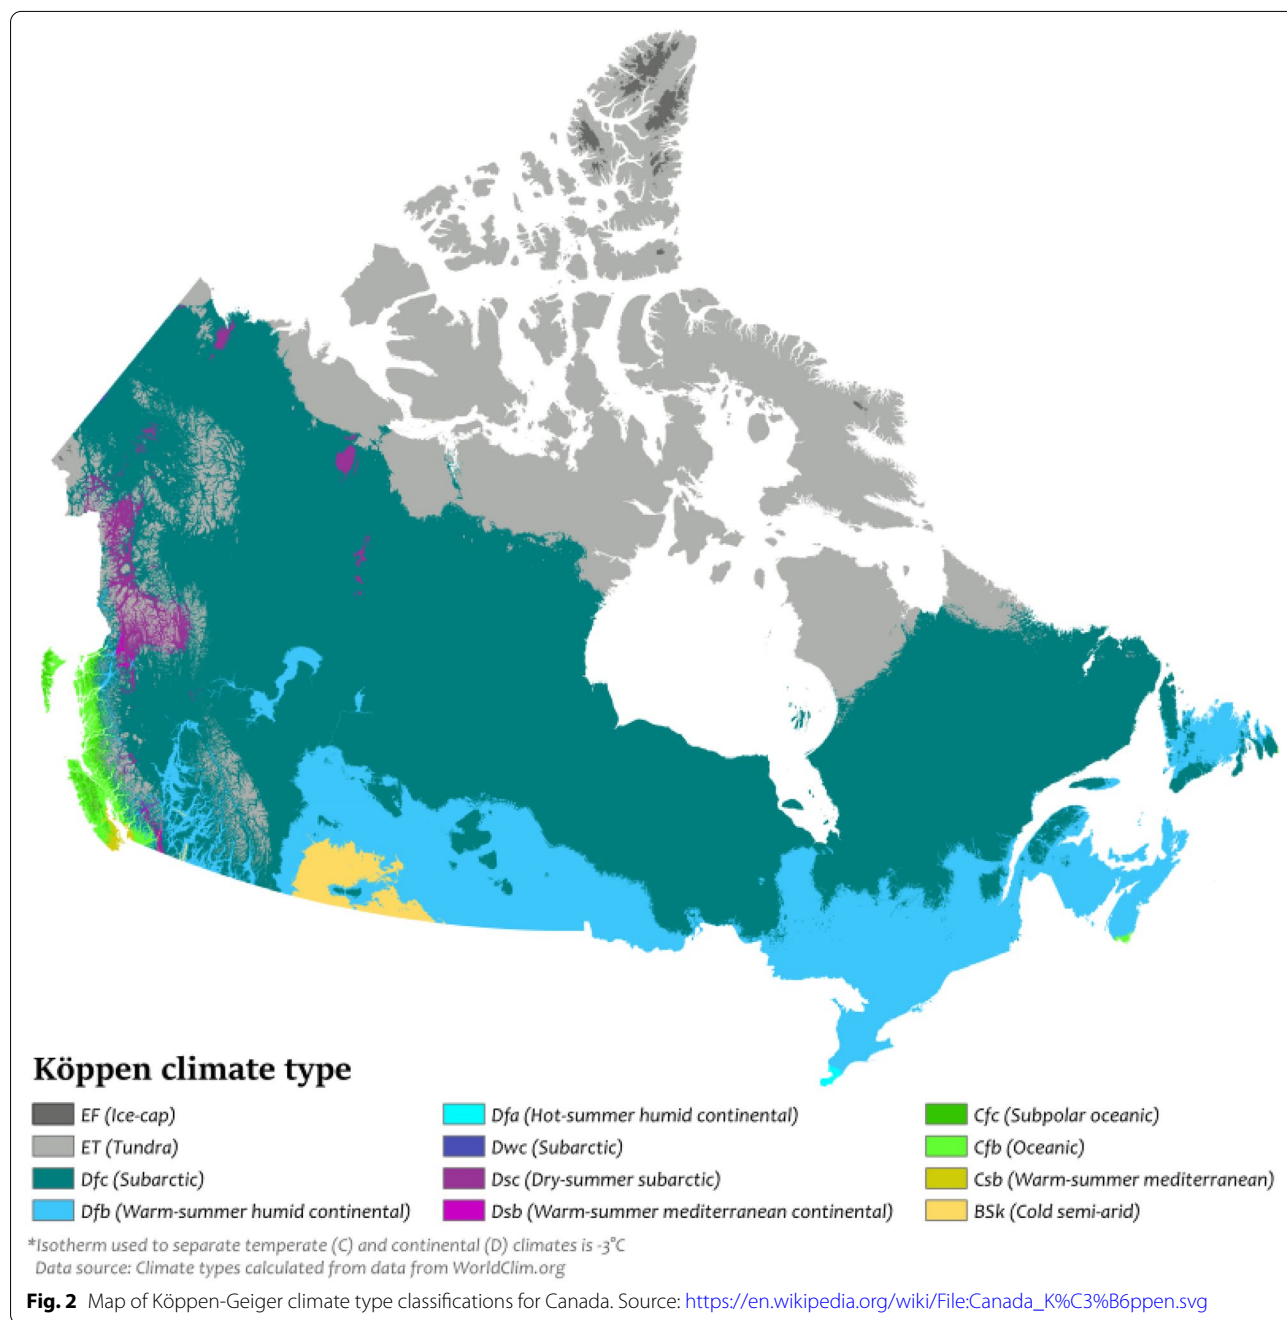 Köppen climate type
EF (Ice-cap)
ET (Tundra)
Dfc (Subarctic)
Dfb (Warm-summer humid continental)
Dfa (Hot-summer humid continental)
Dwc (Subarctic)
Dsc (Dry-summer subarctic)
Dsb (Warm-summer mediterranean continental)
Cfc (Subpolar oceanic)
Cfb (Oceanic)
Csb (Warm-summer mediterranean)
BSk (Cold semi-arid)
*Isotherm used to separate temperate (C) and continental (D) climates is -3°C
Data source: Climate types calculated from data from WorldClim.org
Fig. 2 Map of Köppen-Geiger climate type classifications for Canada. Source: https://en.wikipedia.org/wiki/File:Canada_K%C3%B6ppen.svg